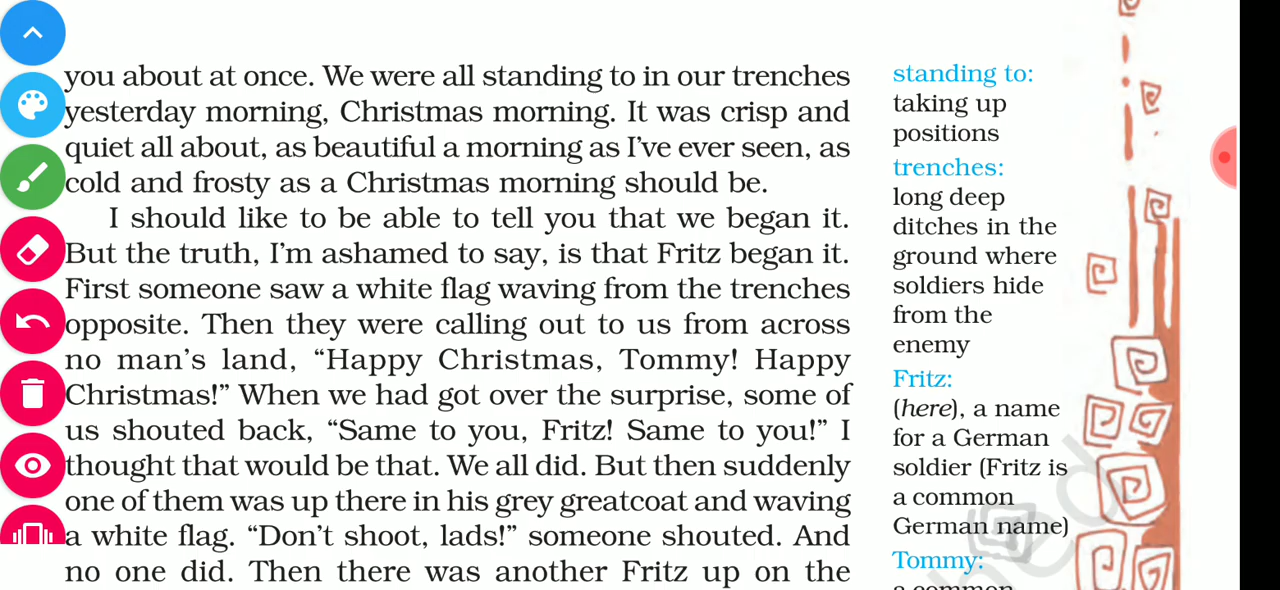 you about at once. We were all standing to in our trenches
yesterday morning, Christmas morning. It was crisp and
quiet all about, as beautiful a morning as I've ever seen, as
cold and frosty as a Christmas morning should be.
I should like to be able to tell you that we began it.
But the truth, I'm ashamed to say, is that Fritz began it.
First someone saw a white flag waving from the trenches
opposite. Then they were calling out to us from across
no man's land, “Happy Christmas, Tommy! Happy
Christmas!” When we had got over the surprise, some of
us shouted back, “Same to you, Fritz! Same to you!” I
thought that would be that. We all did. But then suddenly
one of them was up there in his grey greatcoat and waving
a white flag. “Don't shoot, lads!” someone shouted. And
no one did. Then there was another Fritz up on the
standing to:
taking up
positions
trenches:
long deep
ditches in the
ground where
soldiers hide
from the
enemy
Fritz:
(here), a name
for a German
soldier (Fritz is
a common
German name)
Tommy:
a common